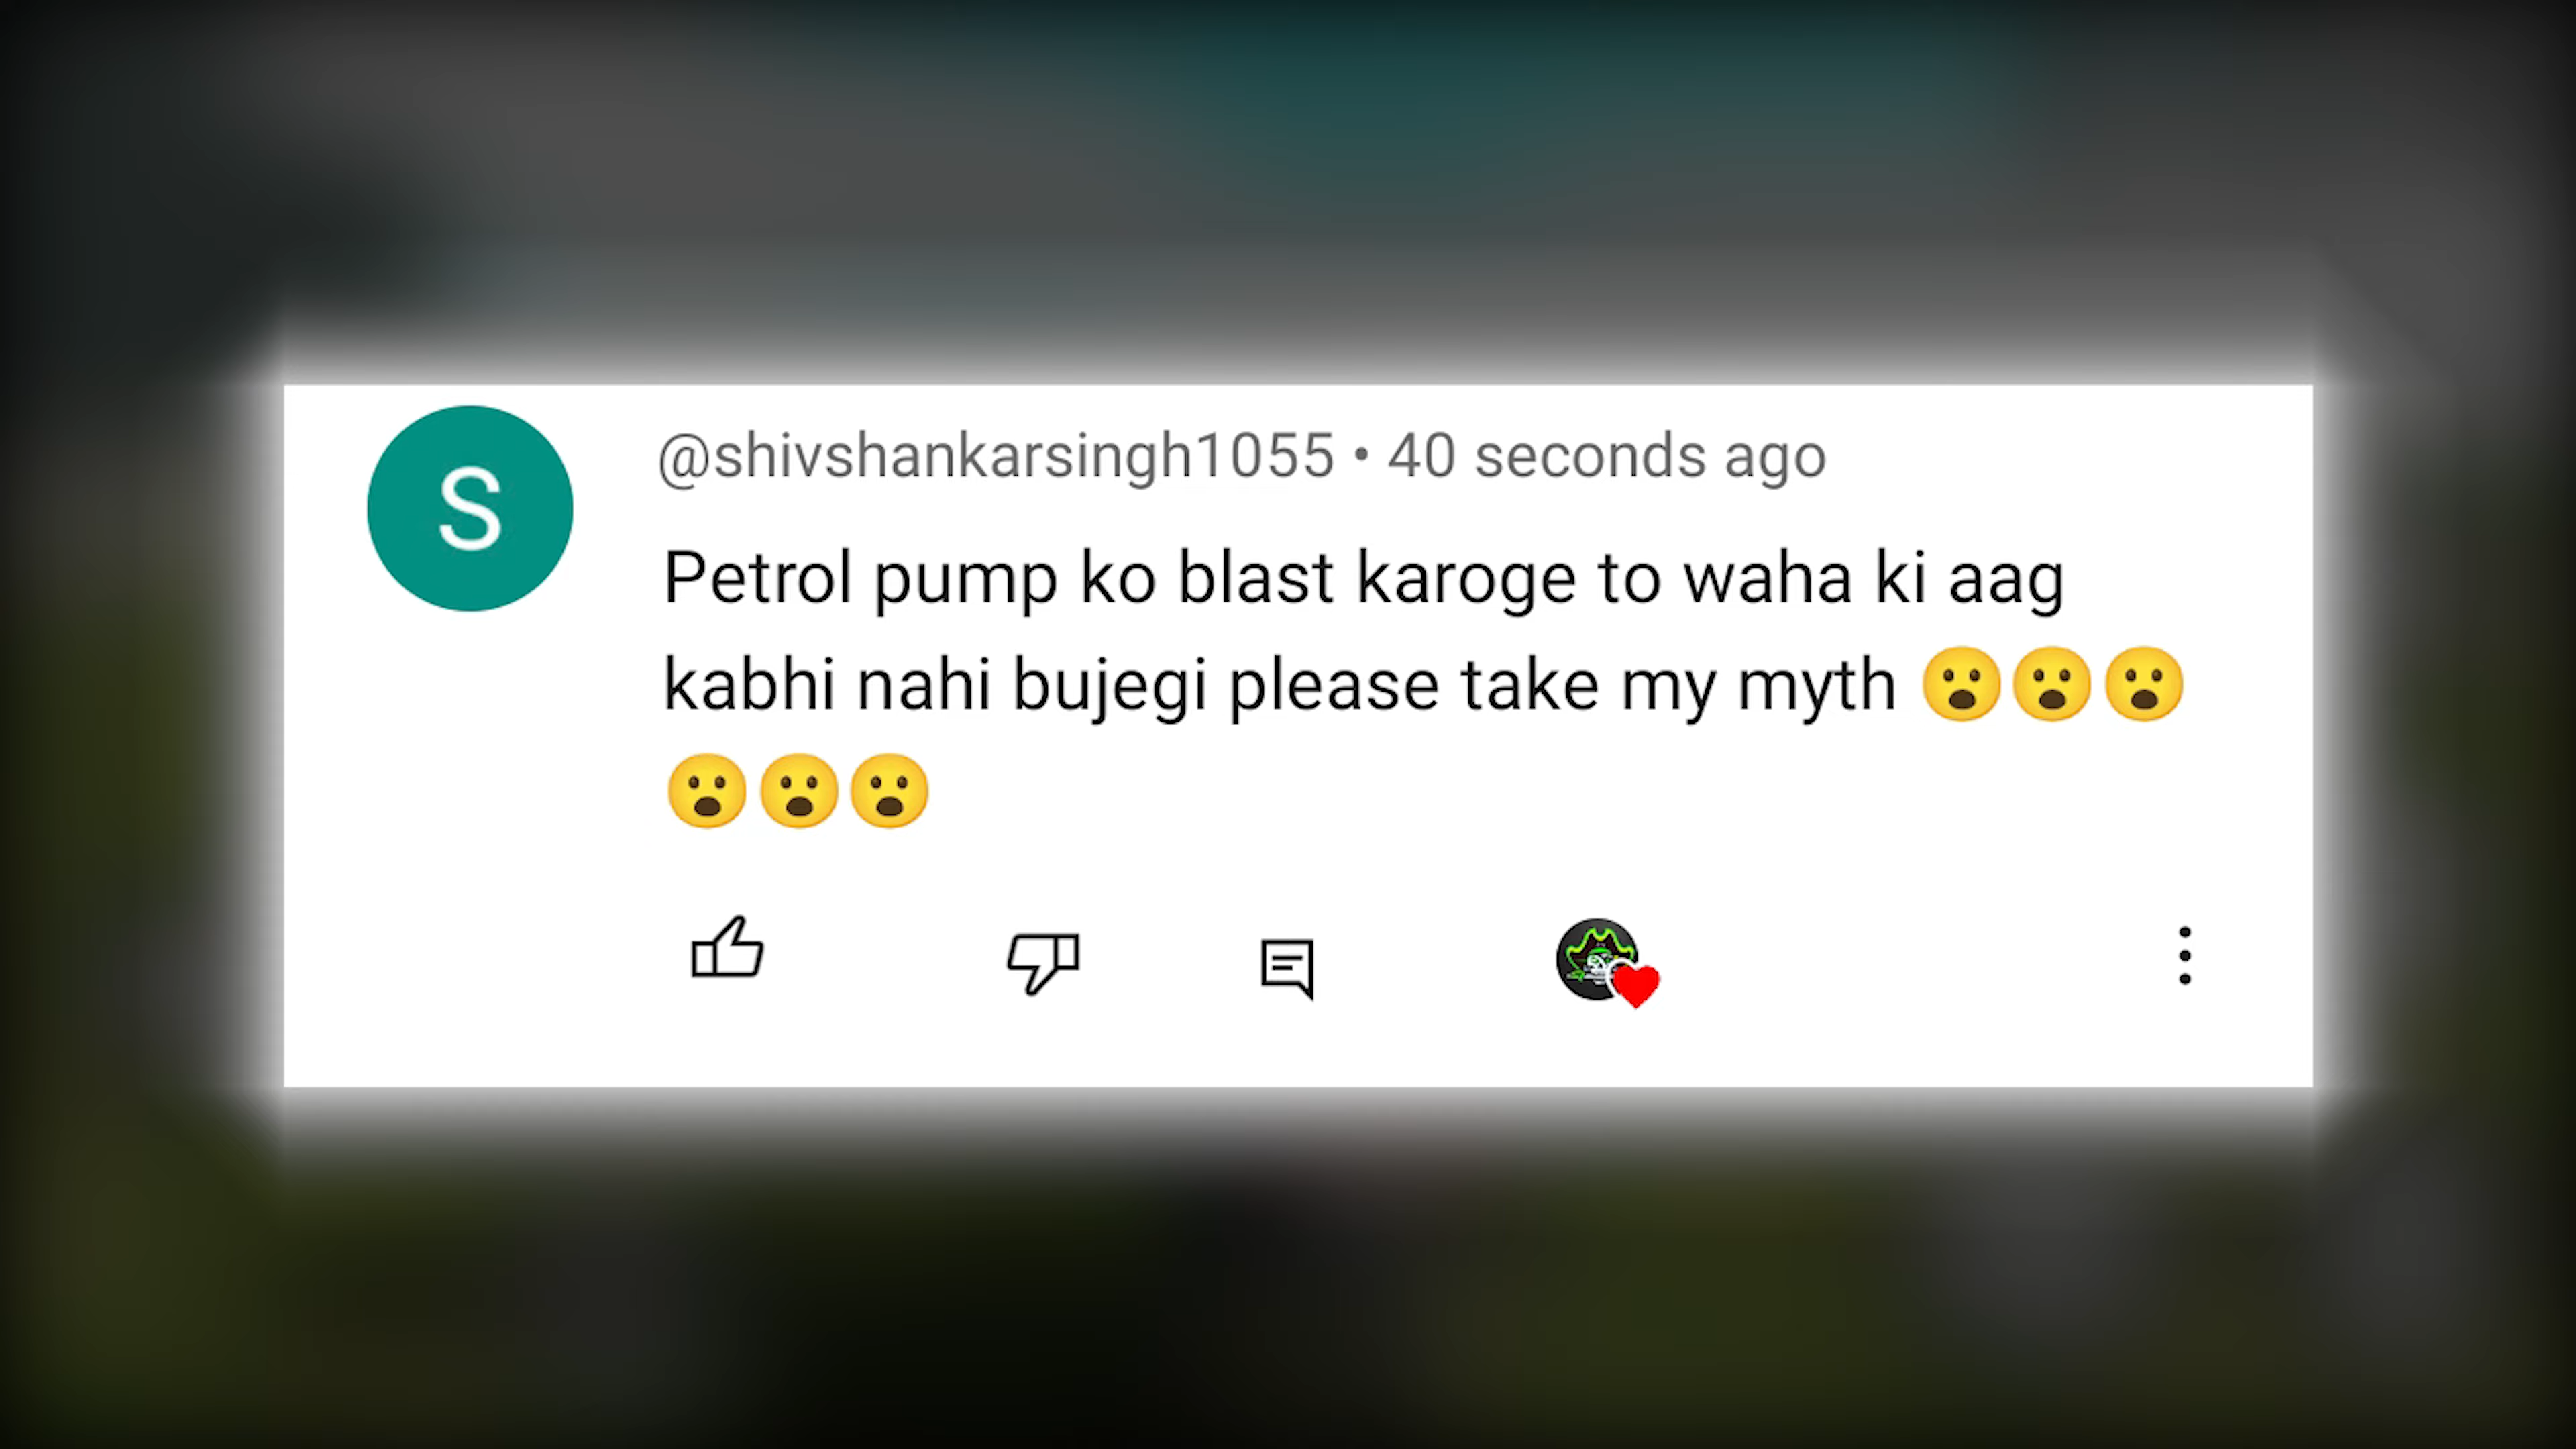 S
@shivshankarsingh1055 • 40 seconds ago
Petrol pump ko blast karoge to waha ki aag
kabhi nahi bujegi please take my myth 😮😮😮
😮😮😮